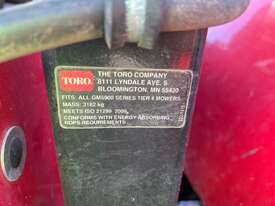 TORO
THE TORO COMPANY
8111 LYNDALE AVE. S
BLOOMINGTON, MN 55420
FITS: ALL GM5900 SERIES TIER 4 MOWERS
MASS: 3182 kg
MEETS ISO 21299: 2009
CONFORMS WITH ENERGY ABSORBING
ROPS REQUIREMENTS